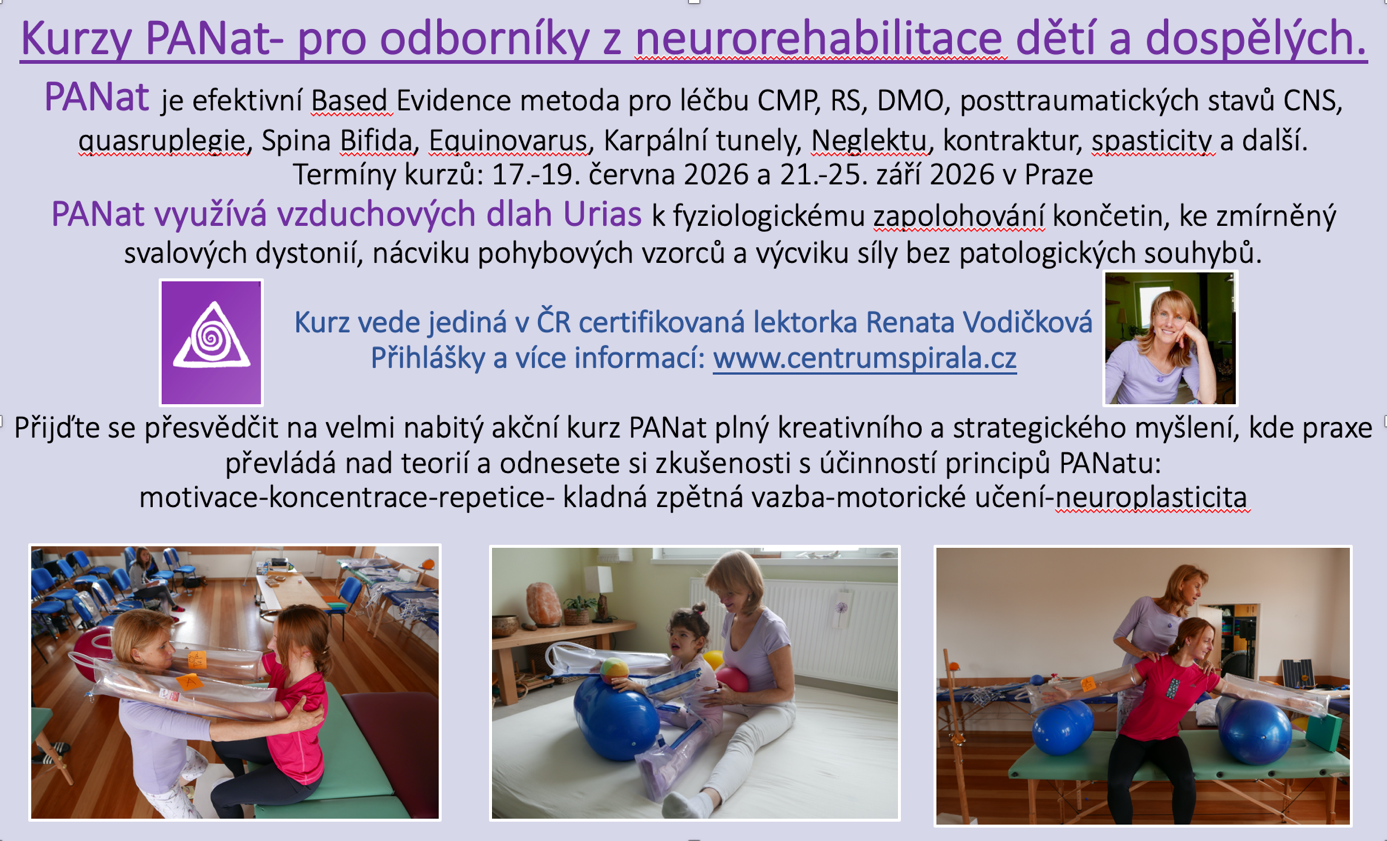 Kurzy PANat- pro odborníky z neurorehabilitace dětí a dospělých.
PANat je efektivní Based Evidence metoda pro léčbu CMP, RS, DMO, posttraumatických stavů CNS,
quasruplegie, Spina Bifida, Equinovarus, Karpální tunely, Neglektu, kontraktur, spasticity a další.
Termíny kurzů: 17.-19. června 2026 a 21.-25. září 2026 v Praze
PANat využívá vzduchových dlah Urias k fyziologickému zapolohování končetin, ke zmírněný
svalových dystonií, nácviku pohybových vzorců a výcviku síly bez patologických souhybů.
Kurz vede jediná v ČR certifikovaná lektorka Renata Vodičková
Přihlášky a více informací: www.centrumspirala.cz
Přijďte se přesvědčit na velmi nabitý akční kurz PANat plný kreativního a strategického myšlení, kde praxe
převládá nad teorií a odnesete si zkušenosti s účinností principů PANatu:
motivace-koncentrace-repetice- kladná zpětná vazba-motorické učení-neuroplasticita